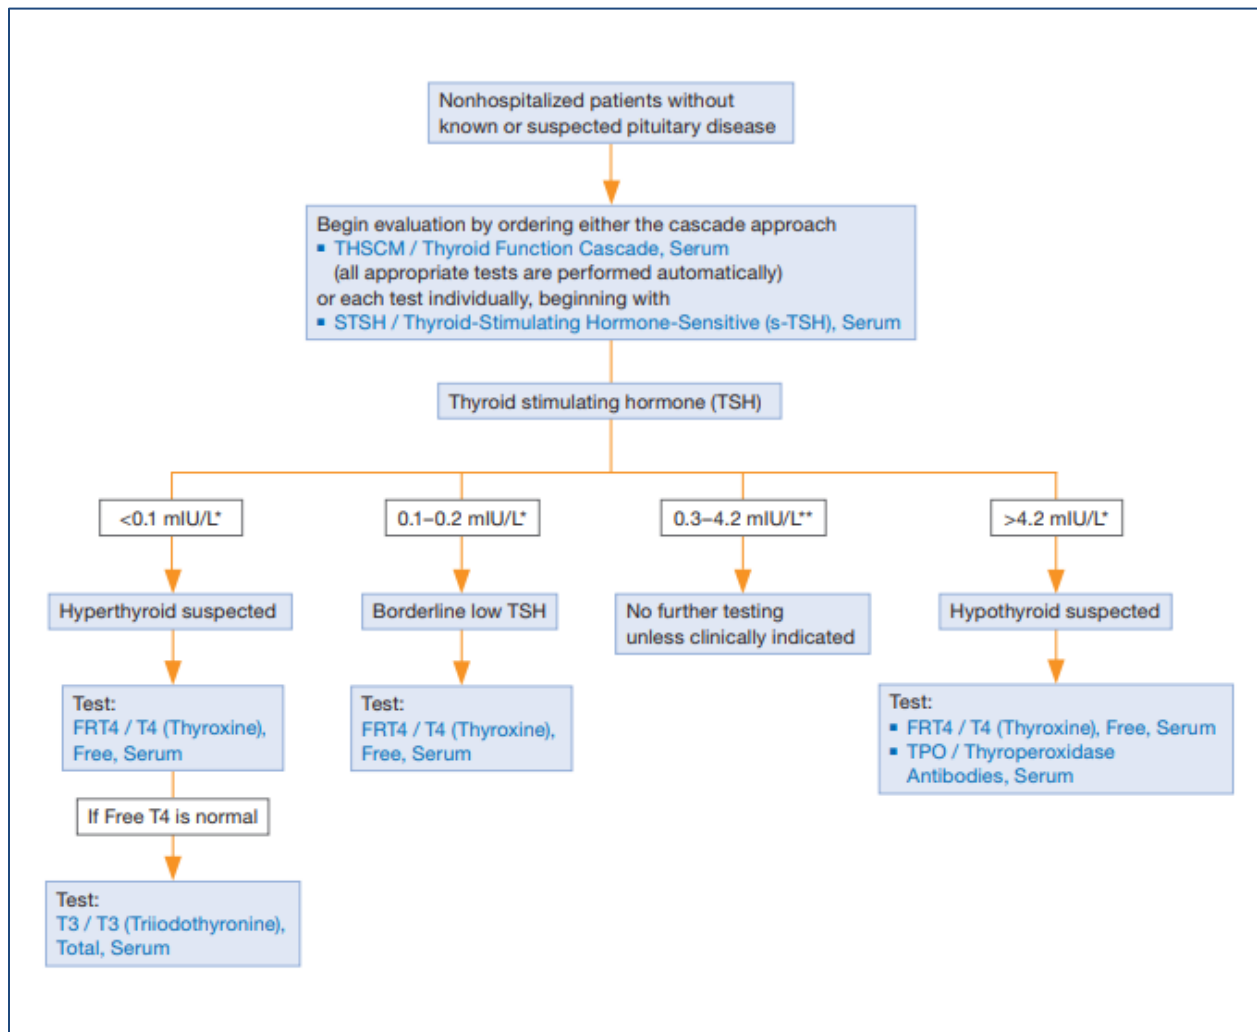 Nonhospitalized patients without
known or suspected pituitary disease
Begin evaluation by ordering either the cascade approach
▪ THSCM / Thyroid Function Cascade, Serum
(all appropriate tests are performed automatically)
or each test individually, beginning with
▪ STSH / Thyroid-Stimulating Hormone-Sensitive (s-TSH), Serum
Thyroid stimulating hormone (TSH)
<0.1 mIU/L*
0.1–0.2 mIU/L*
0.3–4.2 mIU/L**
>4.2 mIU/L*
Hyperthyroid suspected
Borderline low TSH
No further testing
unless clinically indicated
Hypothyroid suspected
Test:
FRT4 / T4 (Thyroxine),
Free, Serum
Test:
FRT4 / T4 (Thyroxine),
Free, Serum
Test:
▪ FRT4 / T4 (Thyroxine), Free, Serum
▪ TPO / Thyroperoxidase
Antibodies, Serum
If Free T4 is normal
Test:
T3 / T3 (Triiodothyronine),
Total, Serum